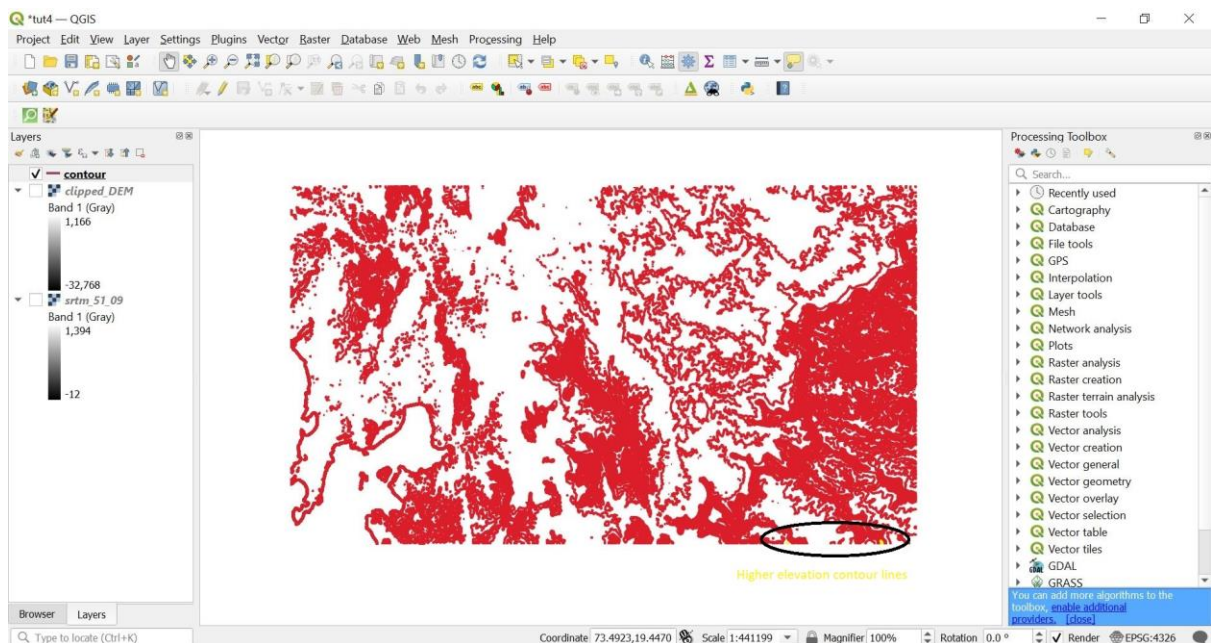 *tut4 — QGIS
Project Edit View Layer Settings Plugins Vector Raster Database Web Mesh Processing Help
Layers
contour
clipped_DEM
Band 1 (Gray)
1,166
-32,768
srtm_51_09
Band 1 (Gray)
1,394
-12
Browser Layers
Higher elevation contour lines
Processing Toolbox
Search...
Recently used
Cartography
Database
File tools
GPS
Interpolation
Layer tools
Mesh
Network analysis
Plots
Raster analysis
Raster creation
Raster terrain analysis
Raster tools
Vector analysis
Vector creation
Vector general
Vector geometry
Vector overlay
Vector selection
Vector table
Vector tiles
GDAL
GRASS
You can add more algorithms to the
toolbox, enable additional
providers. [close]
Type to locate (Ctrl+K) Coordinate 73.4923,19.4470 Scale 1:441199 Magnifier 100% Rotation 0.0 ° Render EPSG:4326